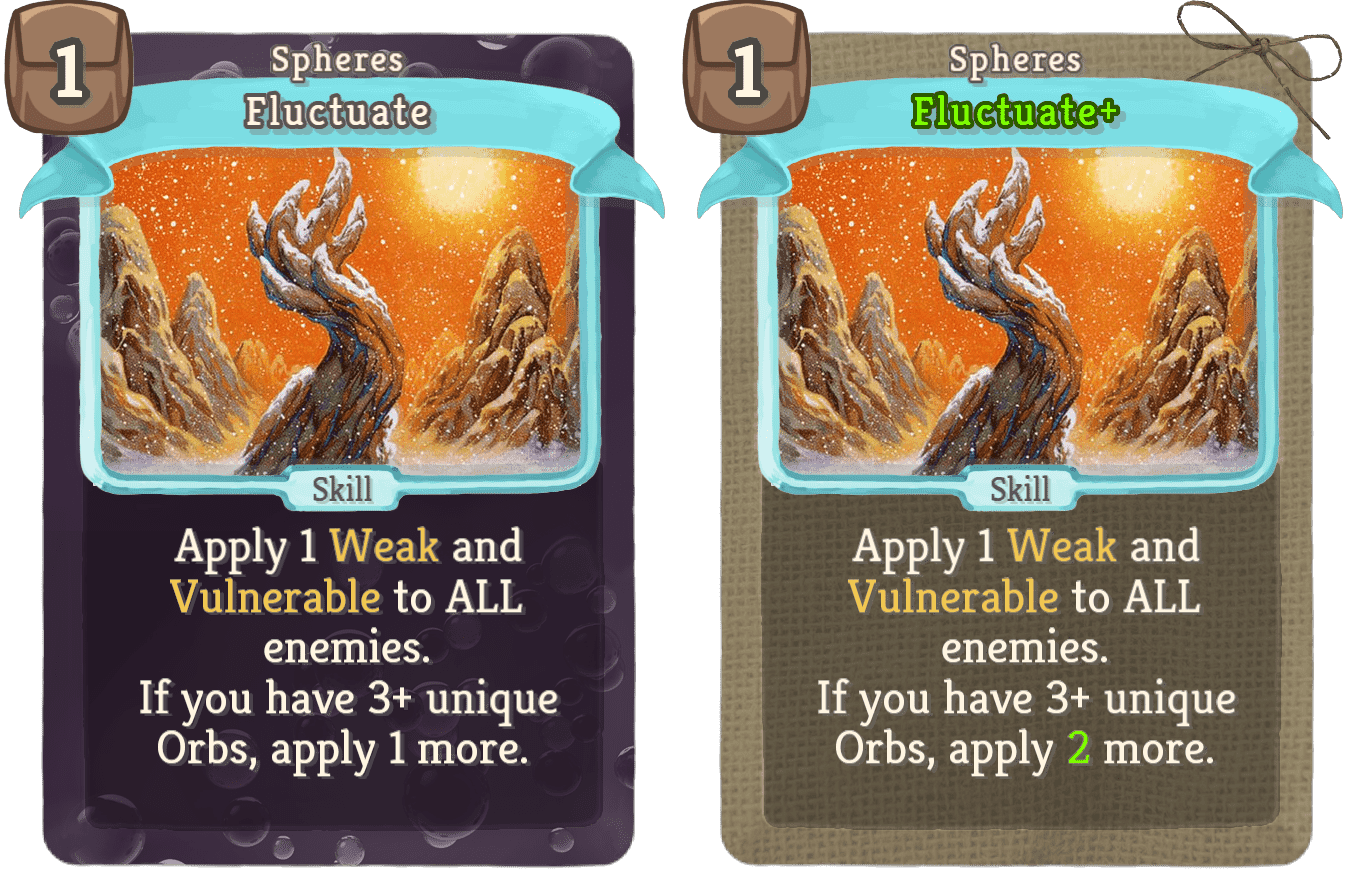 1
Spheres
Fluctuate
Skill
Apply 1 Weak and
Vulnerable to ALL
enemies.
If you have 3+ unique
Orbs, apply 1 more.
1
Spheres
Fluctuate+
Skill
Apply 1 Weak and
Vulnerable to ALL
enemies.
If you have 3+ unique
Orbs, apply 2 more.